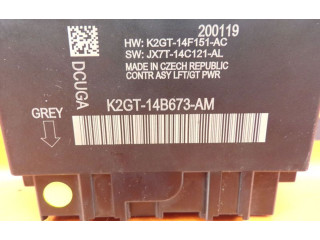 200119
HW: K2GT-14F151-AC
SW: JX7T-14C121-AL
MADE IN CZECH REPUBLIC
CONTR ASY LFT/GT PWR
DCUGA
GREY
K2GT-14B673-AM